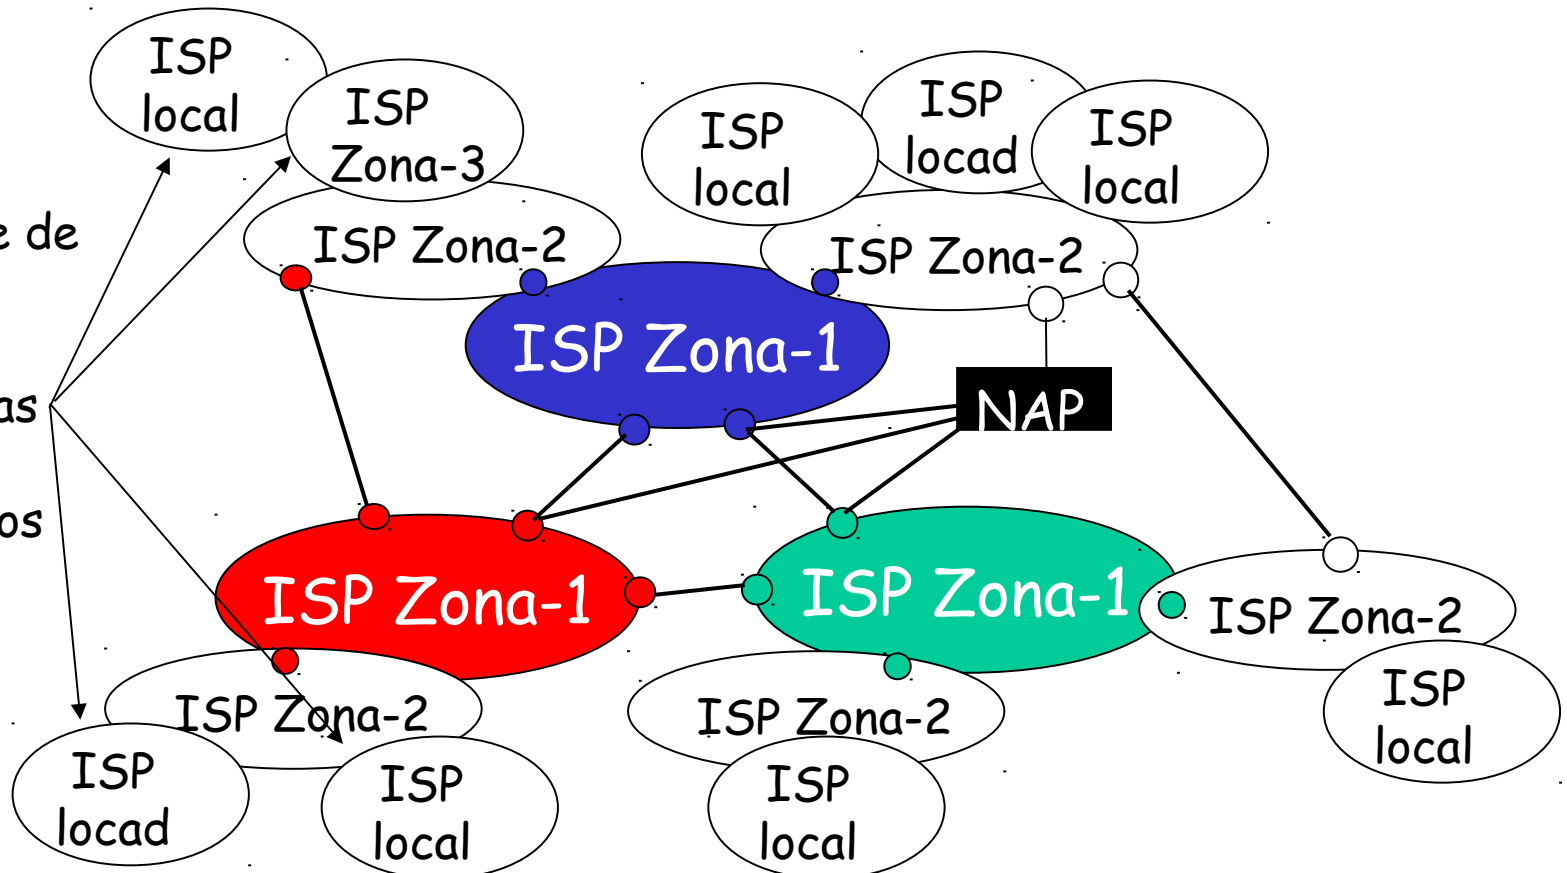 ISP
local
ISP
Zona-3
ISP
local
ISP
locad
ISP
local
e de
ISP Zona-2
ISP Zona-2
ISP Zona-1
as
NAP
os
ISP Zona-1
ISP Zona-1
ISP Zona-2
ISP Zona-2
ISP Zona-2
ISP
local
ISP
locad
ISP
local
ISP
local